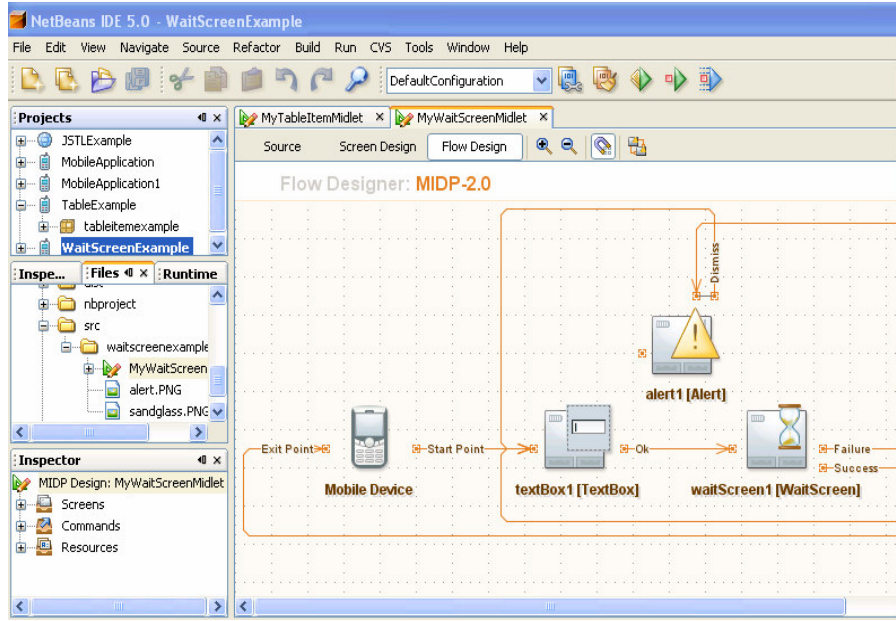 NetBeans IDE 5.0 - WaitScreenExample
File Edit View Navigate Source Refactor Build Run CVS Tools Window Help
DefaultConfiguration
Projects
JSTLExample
MobileApplication
MobileApplication1
TableExample
tableitemexample
WaitScreenExample
Inspe... Files Runtime
nbproject
src
waitscreenexample
MyWaitScreen
alert.PNG
sandglass.PNG
Inspector
MIDP Design: MyWaitScreenMidlet
Screens
Commands
Resources
MyTableItemMidlet MyWaitScreenMidlet
Source Screen Design Flow Design
Flow Designer: MIDP-2.0
Dismiss
alert1 [Alert]
Exit Point Start Point Ok Failure
Success
Mobile Device textBox1 [TextBox] waitScreen1 [WaitScreen]